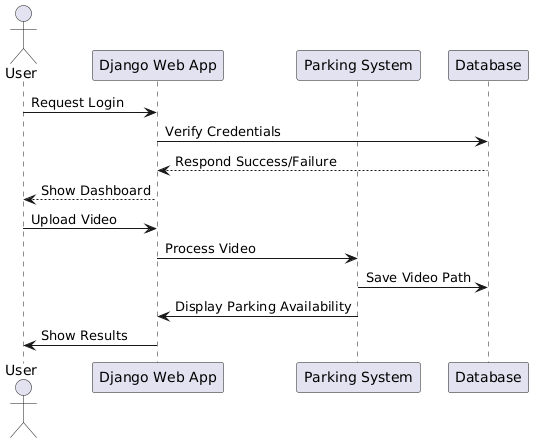 User
Django Web App
Parking System
Database
Request Login
Verify Credentials
Respond Success/Failure
Show Dashboard
Upload Video
Process Video
Save Video Path
Display Parking Availability
Show Results
User
Django Web App
Parking System
Database